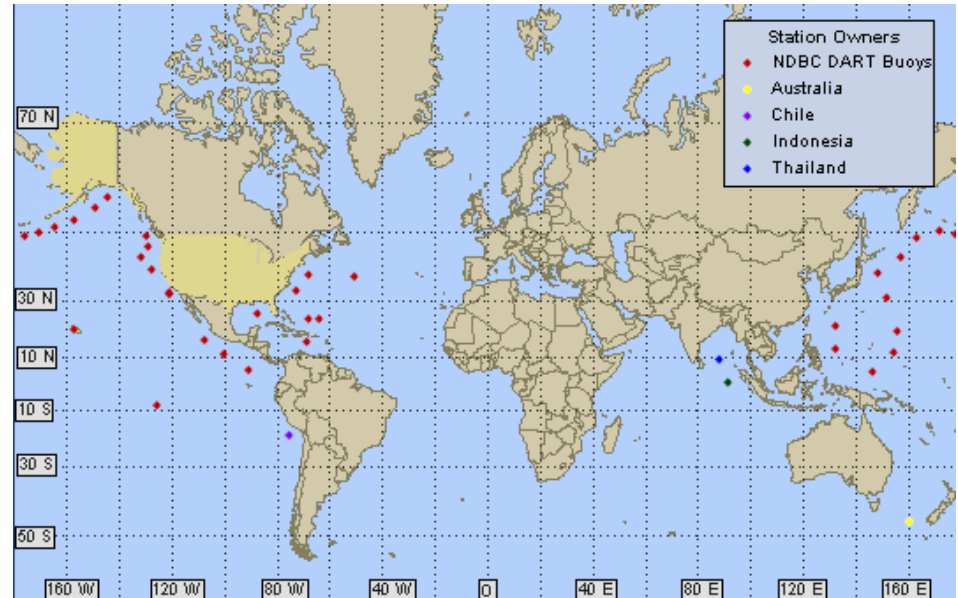 Station Owners
NDBC DART Buoys
Australia
Chile
Indonesia
Thailand
70 N
30 N
10 N
10 S
30 S
50 S
160 W
120 W
80 W
40 W
0
40 E
80 E
120 E
160 E